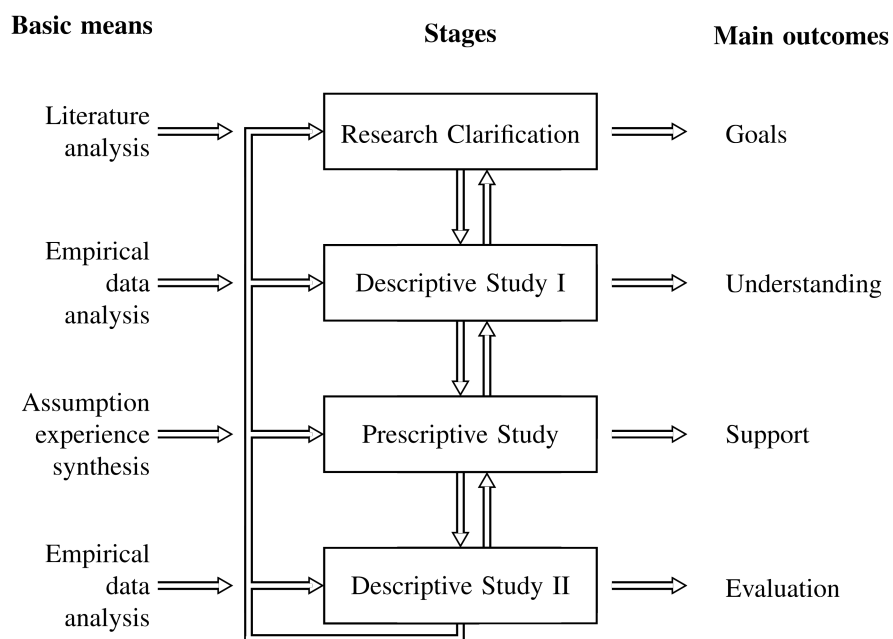 Basic means
Stages
Main outcomes
Literature
analysis
Research Clarification
Goals
Empirical
data
analysis
Descriptive Study I
Understanding
Assumption
experience
synthesis
Prescriptive Study
Support
Empirical
data
analysis
Descriptive Study II
Evaluation